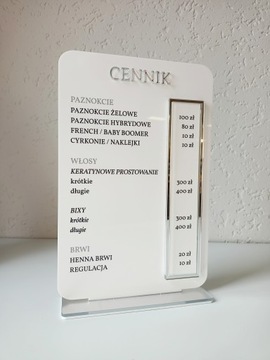 CENNIK
PAZNOKCIE
PAZNOKCIE ŻELOWE 100 zł
PAZNOKCIE HYBRYDOWE 80 zł
FRENCH / BABY BOOMER 10 zł
CYRKONIE / NAKLEJKI 10 zł
WŁOSY
KERATYNOWE PROSTOWANIE
krótkie 300 zł
długie 400 zł
BIXY
krótkie 300 zł
długie 400 zł
BRWI
HENNA BRWI 20 zł
REGULACJA 10 zł